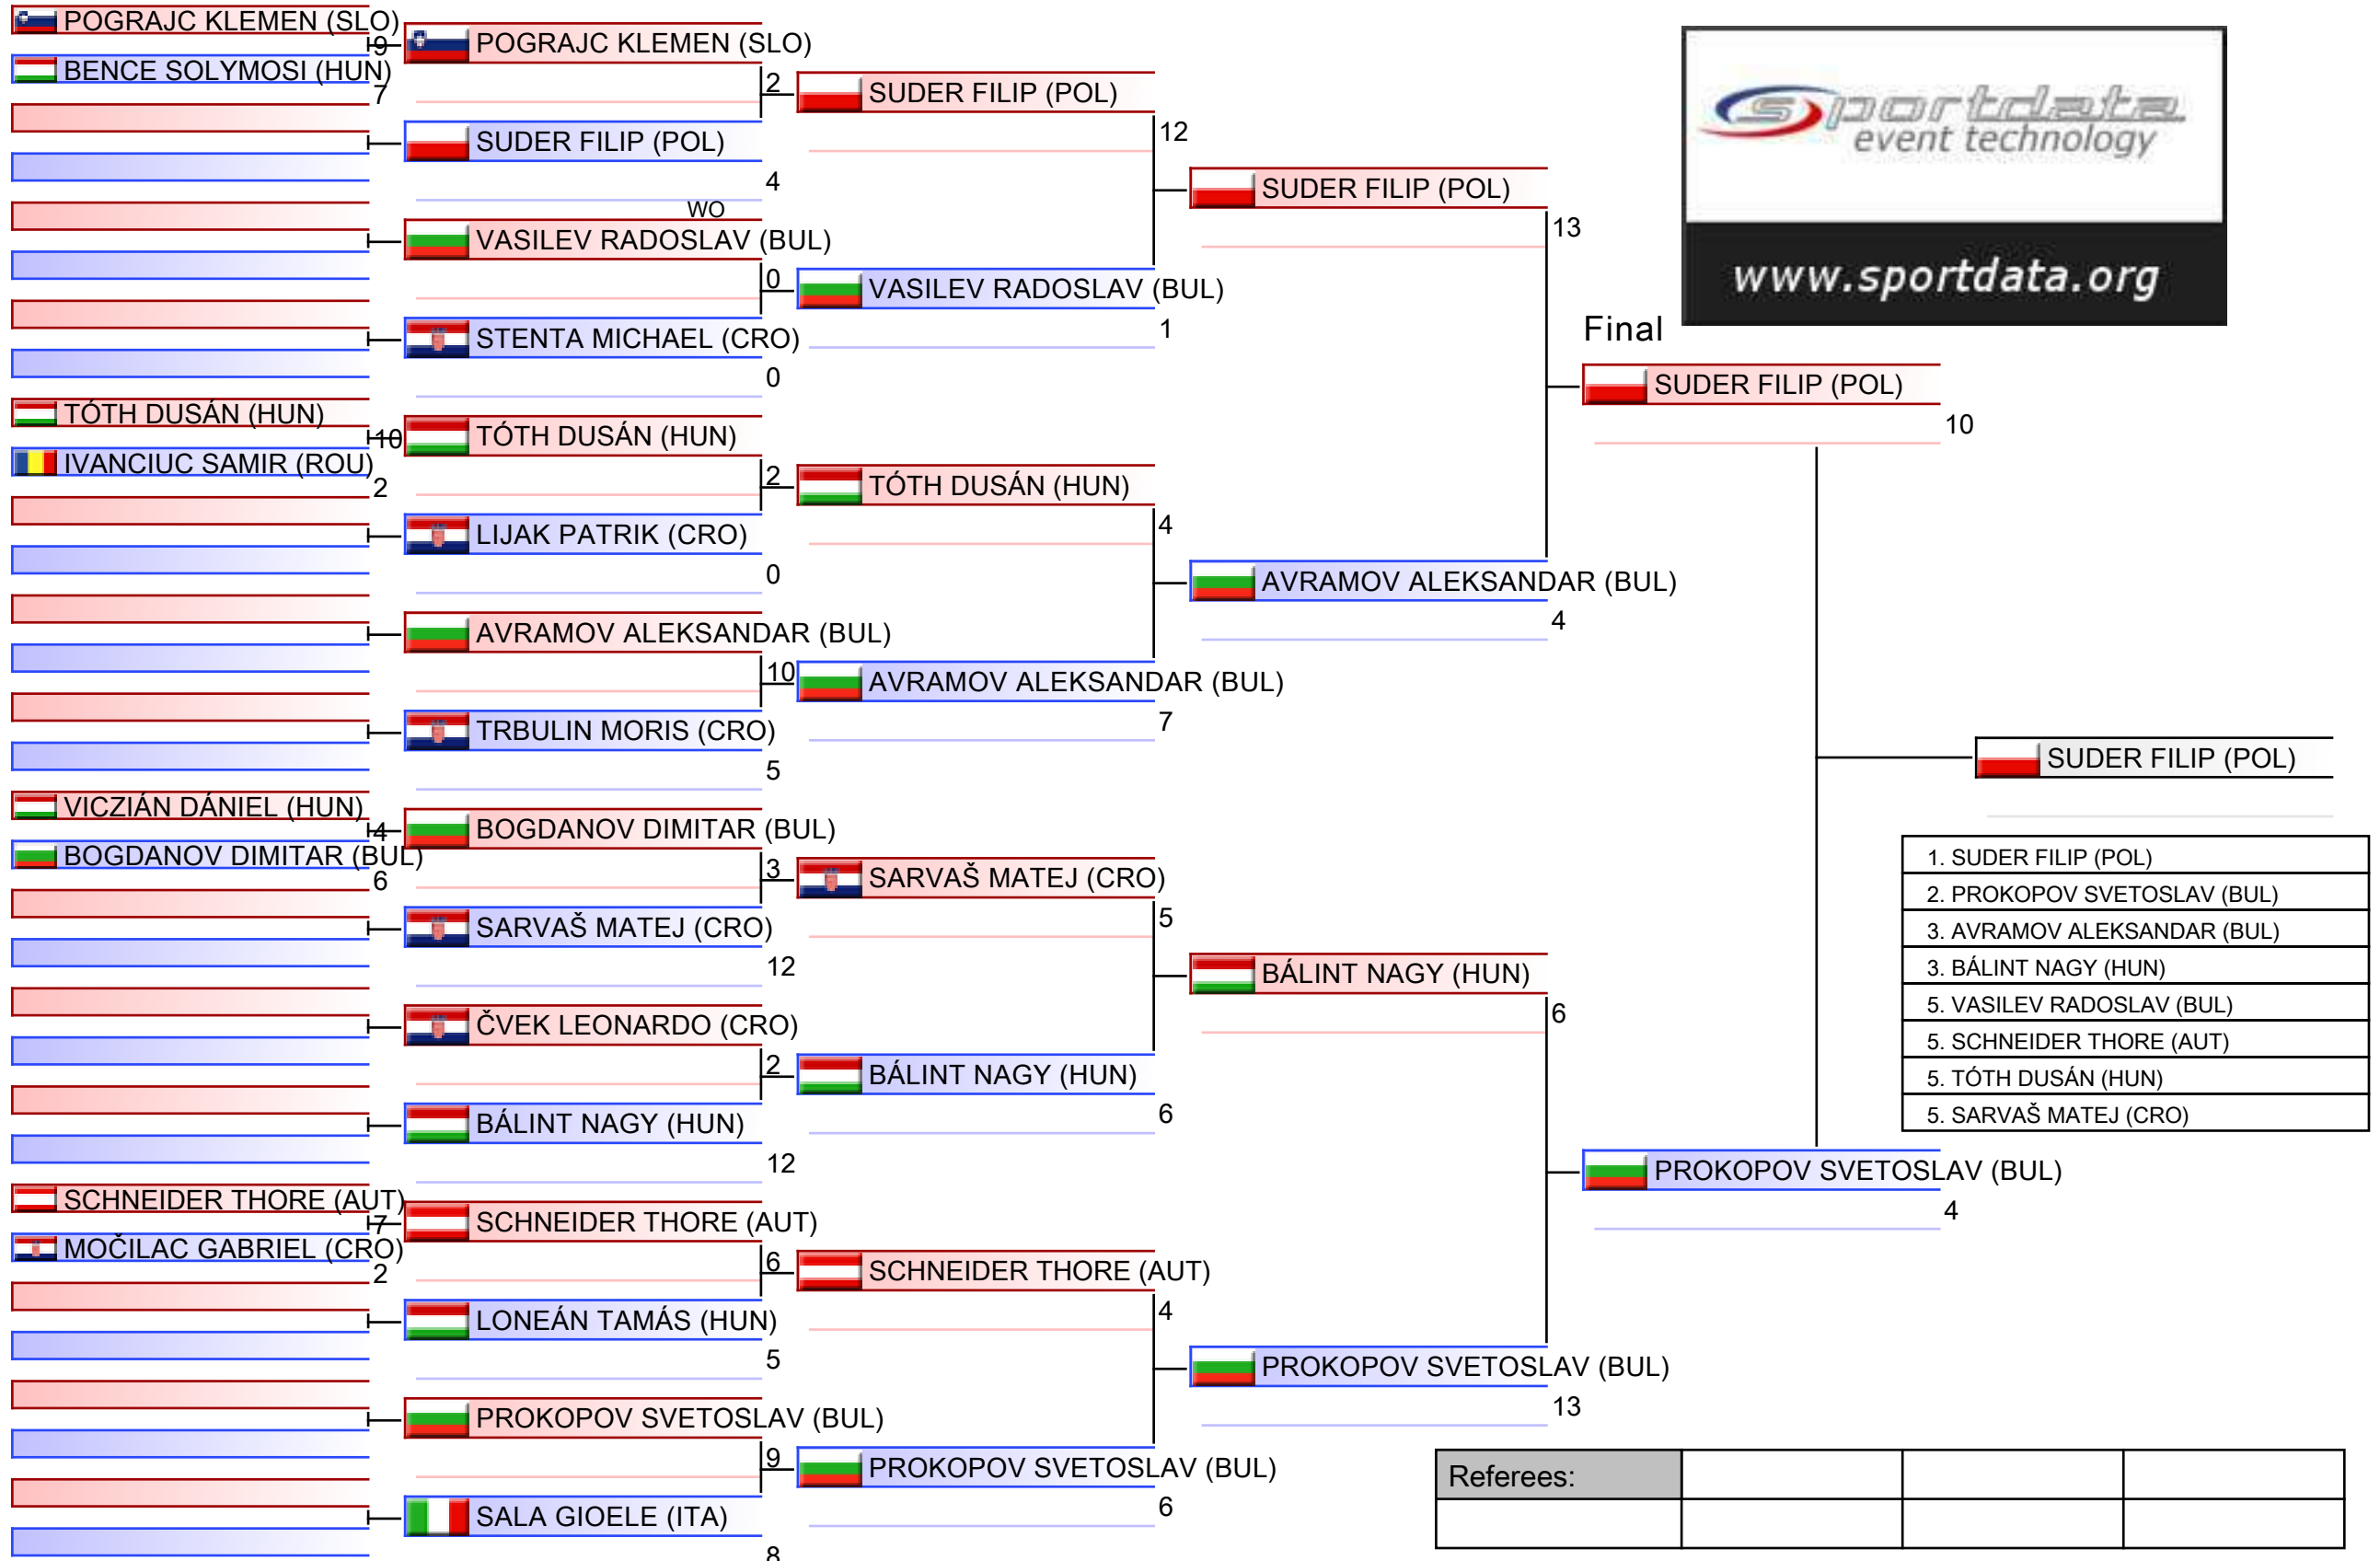 POGRAJC KLEMEN (SLO)
9
BENCE SOLYMOSI (HUN)
7
TÓTH DUSÁN (HUN)
10
IVANCIUC SAMIR (ROU)
2
VICZIÁN DÁNIEL (HUN)
4
BOGDANOV DIMITAR (BUL)
6
SCHNEIDER THORE (AUT)
7
MOČILAC GABRIEL (CRO)
2
POGRAJC KLEMEN (SLO)
2
SUDER FILIP (POL)
4
WO
VASILEV RADOSLAV (BUL)
0
STENTA MICHAEL (CRO)
0
TÓTH DUSÁN (HUN)
2
LIJAK PATRIK (CRO)
0
AVRAMOV ALEKSANDAR (BUL)
10
TRBULIN MORIS (CRO)
5
BOGDANOV DIMITAR (BUL)
3
SARVAŠ MATEJ (CRO)
12
ČVEK LEONARDO (CRO)
2
BÁLINT NAGY (HUN)
12
SCHNEIDER THORE (AUT)
6
LONEÁN TAMÁS (HUN)
5
PROKOPOV SVETOSLAV (BUL)
9
SALA GIOELE (ITA)
8
SUDER FILIP (POL)
12
VASILEV RADOSLAV (BUL)
1
TÓTH DUSÁN (HUN)
4
AVRAMOV ALEKSANDAR (BUL)
7
SARVAŠ MATEJ (CRO)
5
BÁLINT NAGY (HUN)
6
SCHNEIDER THORE (AUT)
4
PROKOPOV SVETOSLAV (BUL)
6
SUDER FILIP (POL)
13
AVRAMOV ALEKSANDAR (BUL)
4
BÁLINT NAGY (HUN)
6
PROKOPOV SVETOSLAV (BUL)
13
sportdata
event technology
www.sportdata.org
Final
SUDER FILIP (POL)
10
PROKOPOV SVETOSLAV (BUL)
4
SUDER FILIP (POL)
1. SUDER FILIP (POL)
2. PROKOPOV SVETOSLAV (BUL)
3. AVRAMOV ALEKSANDAR (BUL)
3. BÁLINT NAGY (HUN)
5. VASILEV RADOSLAV (BUL)
5. SCHNEIDER THORE (AUT)
5. TÓTH DUSÁN (HUN)
5. SARVAŠ MATEJ (CRO)
Referees: